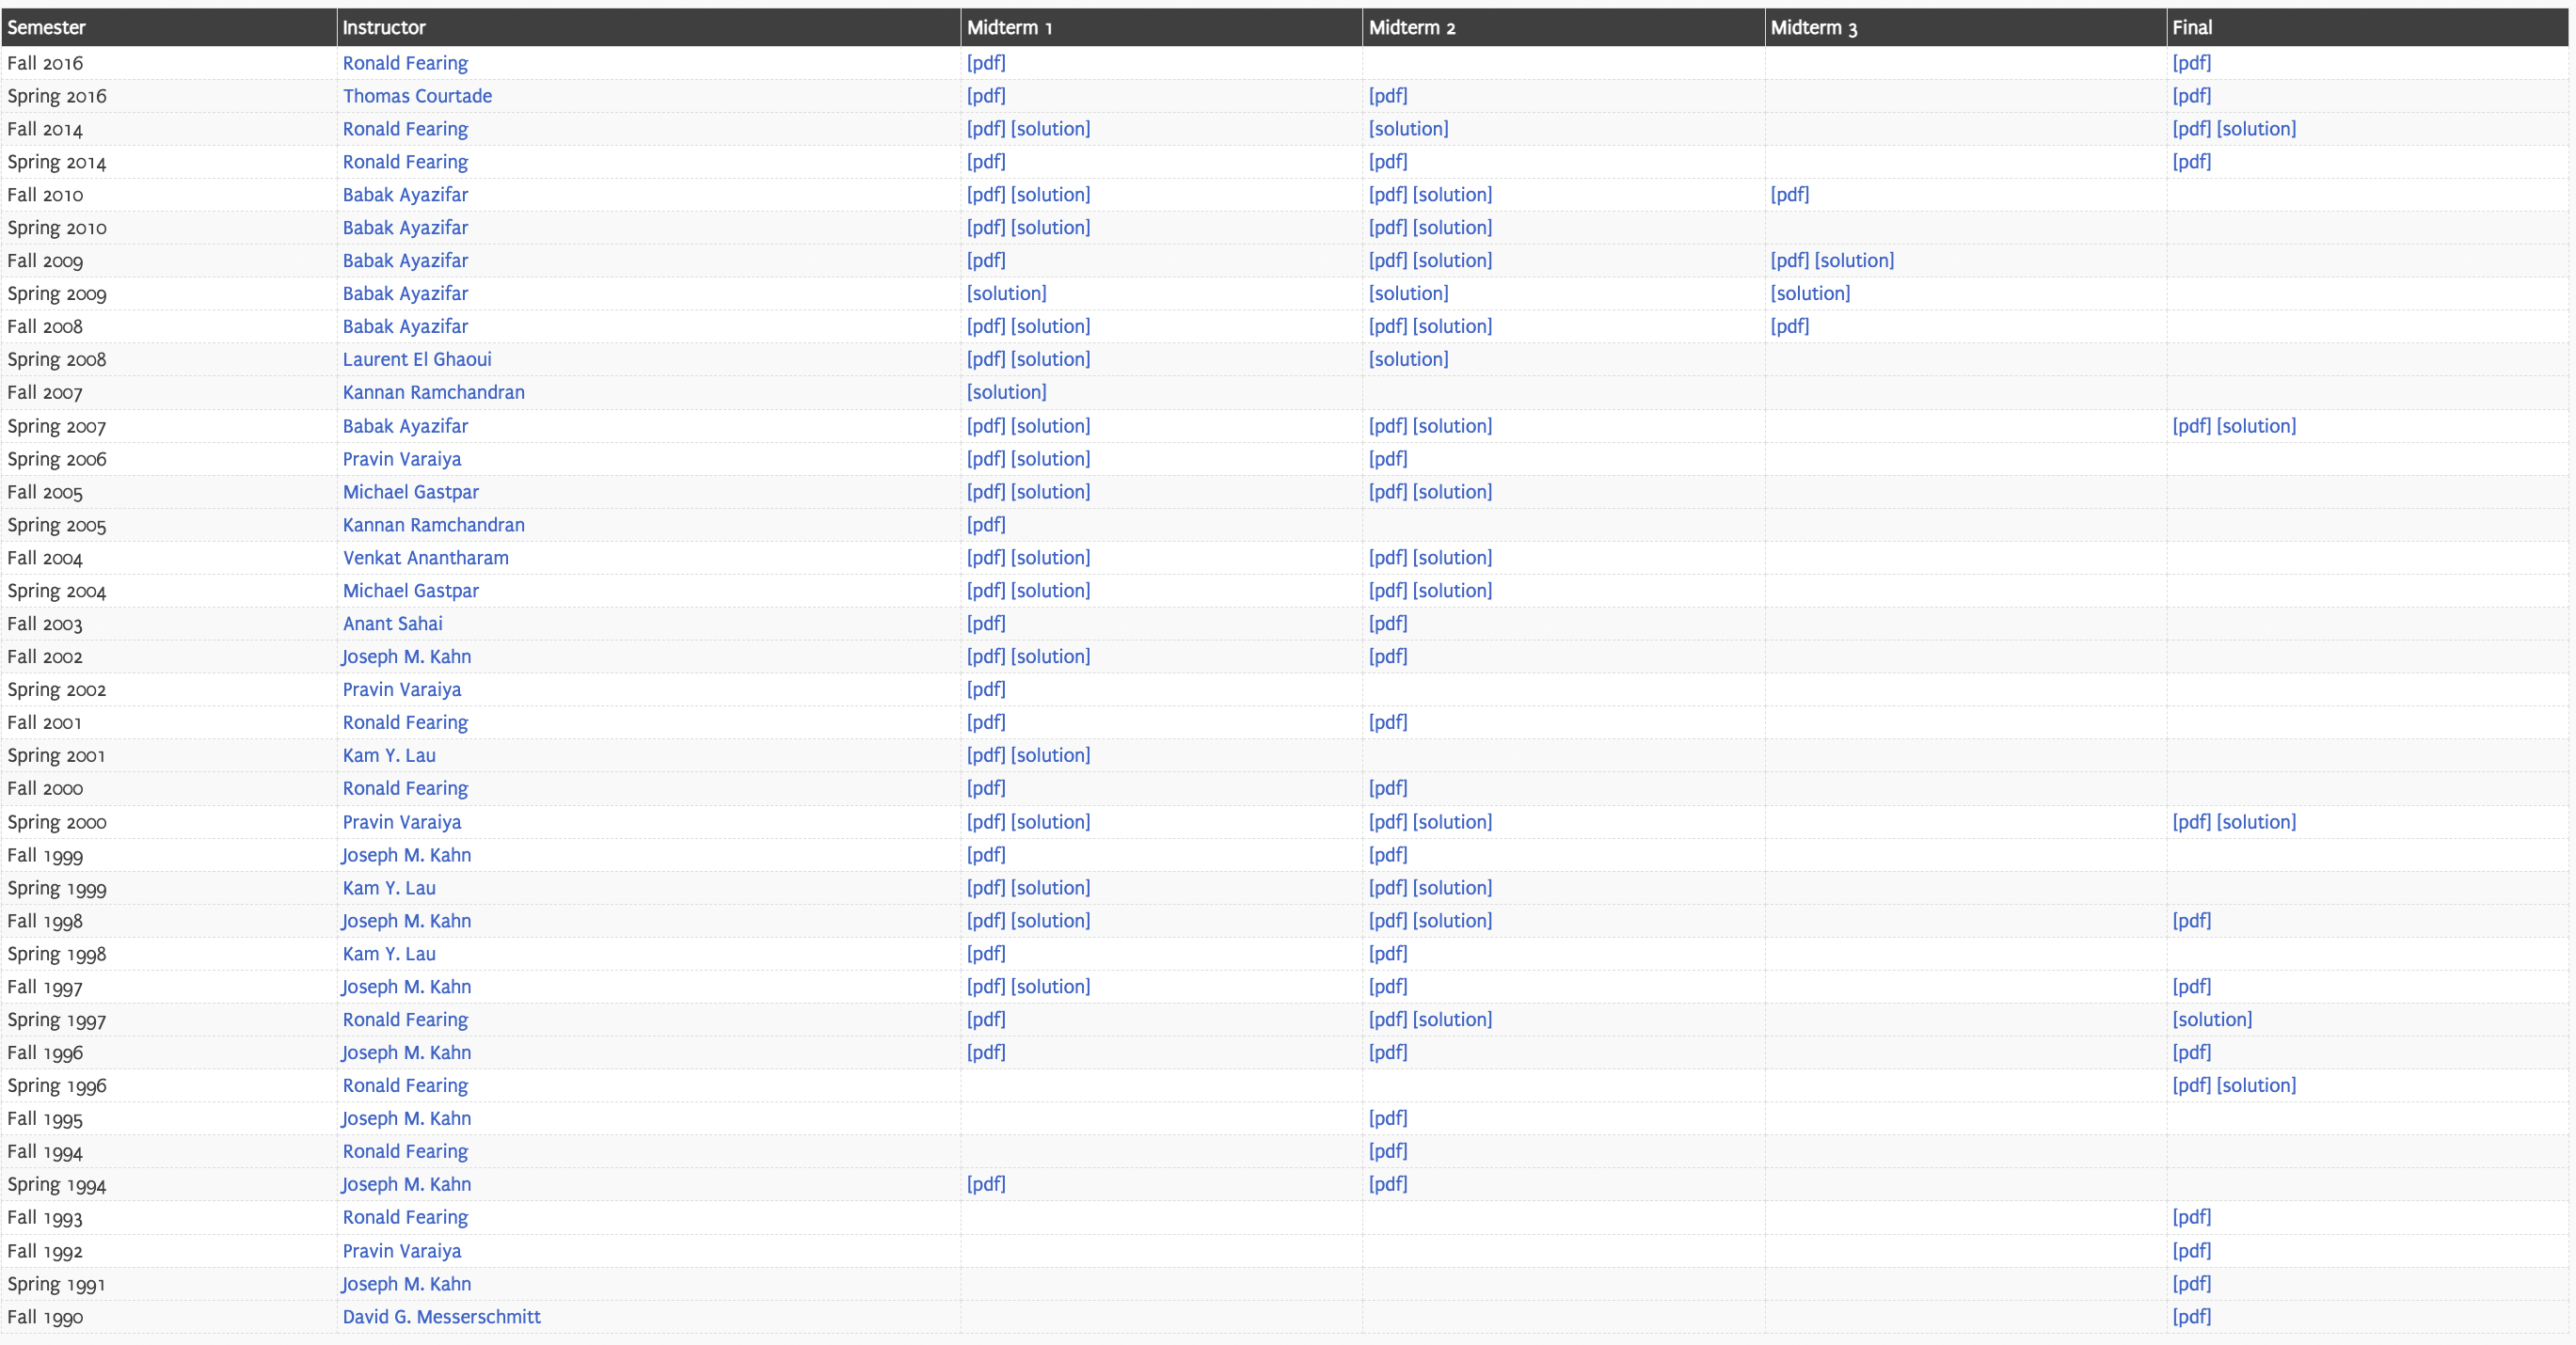 Semester Instructor Midterm 1 Midterm 2 Midterm 3 Final
Fall 2016 Ronald Fearing [pdf] [pdf]
Spring 2016 Thomas Courtade [pdf] [pdf] [pdf]
Fall 2014 Ronald Fearing [pdf] [solution] [solution] [pdf] [solution]
Spring 2014 Ronald Fearing [pdf] [pdf] [pdf]
Fall 2010 Babak Ayazifar [pdf] [solution] [pdf] [solution] [pdf]
Spring 2010 Babak Ayazifar [pdf] [solution] [pdf] [solution]
Fall 2009 Babak Ayazifar [pdf] [pdf] [solution] [pdf] [solution]
Spring 2009 Babak Ayazifar [solution] [solution] [solution]
Fall 2008 Babak Ayazifar [pdf] [solution] [pdf] [solution] [pdf]
Spring 2008 Laurent El Ghaoui [pdf] [solution] [solution]
Fall 2007 Kannan Ramchandran [solution]
Spring 2007 Babak Ayazifar [pdf] [solution] [pdf] [solution] [pdf] [solution]
Spring 2006 Pravin Varaiya [pdf] [solution] [pdf]
Fall 2005 Michael Gastpar [pdf] [solution] [pdf] [solution]
Spring 2005 Kannan Ramchandran [pdf]
Fall 2004 Venkat Anantharam [pdf] [solution] [pdf] [solution]
Spring 2004 Michael Gastpar [pdf] [solution] [pdf] [solution]
Fall 2003 Anant Sahai [pdf] [pdf]
Fall 2002 Joseph M. Kahn [pdf] [solution] [pdf]
Spring 2002 Pravin Varaiya [pdf]
Fall 2001 Ronald Fearing [pdf] [pdf]
Spring 2001 Kam Y. Lau [pdf] [solution]
Fall 2000 Ronald Fearing [pdf] [pdf]
Spring 2000 Pravin Varaiya [pdf] [solution] [pdf] [solution] [pdf] [solution]
Fall 1999 Joseph M. Kahn [pdf] [pdf]
Spring 1999 Kam Y. Lau [pdf] [solution] [pdf] [solution]
Fall 1998 Joseph M. Kahn [pdf] [solution] [pdf] [solution] [pdf]
Spring 1998 Kam Y. Lau [pdf] [pdf]
Fall 1997 Joseph M. Kahn [pdf] [solution] [pdf] [pdf]
Spring 1997 Ronald Fearing [pdf] [pdf] [solution] [solution]
Fall 1996 Joseph M. Kahn [pdf] [pdf] [pdf]
Spring 1996 Ronald Fearing [pdf] [solution]
Fall 1995 Joseph M. Kahn [pdf]
Fall 1994 Ronald Fearing [pdf]
Spring 1994 Joseph M. Kahn [pdf] [pdf]
Fall 1993 Ronald Fearing [pdf]
Fall 1992 Pravin Varaiya [pdf]
Spring 1991 Joseph M. Kahn [pdf]
Fall 1990 David G. Messerschmitt [pdf]